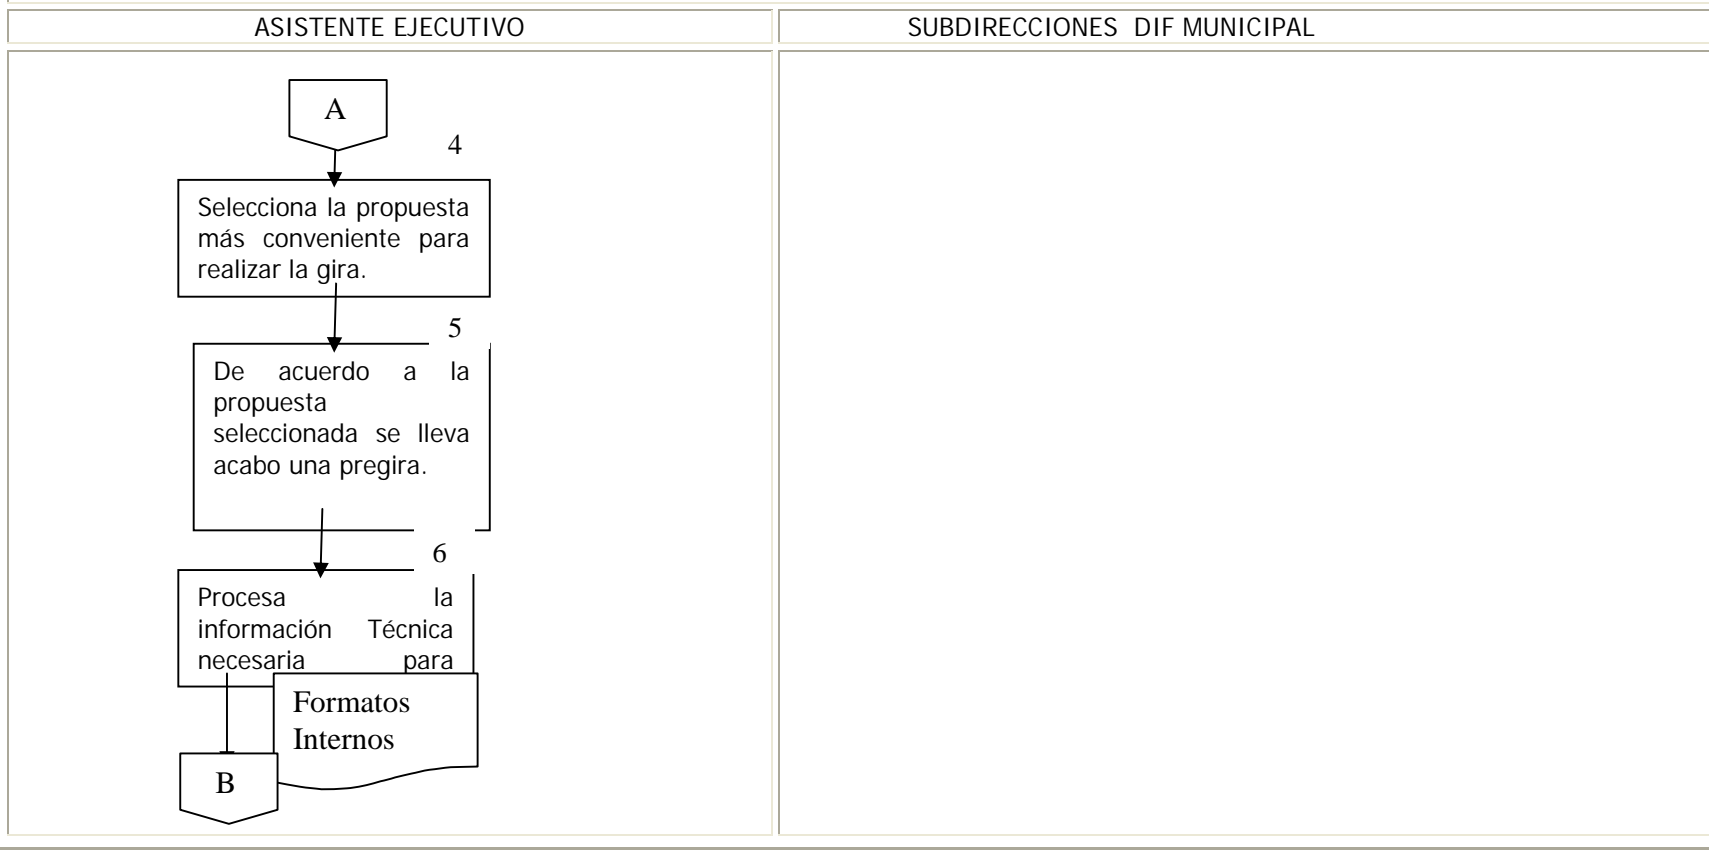 ASISTENTE EJECUTIVO
SUBDIRECCIONES DIF MUNICIPAL
A
4
Selecciona la propuesta
más conveniente para
realizar la gira.
5
De acuerdo a la
propuesta
seleccionada se lleva
acabo una pregira.
6
Procesa la
información Técnica
necesaria para
Formatos
Internos
B